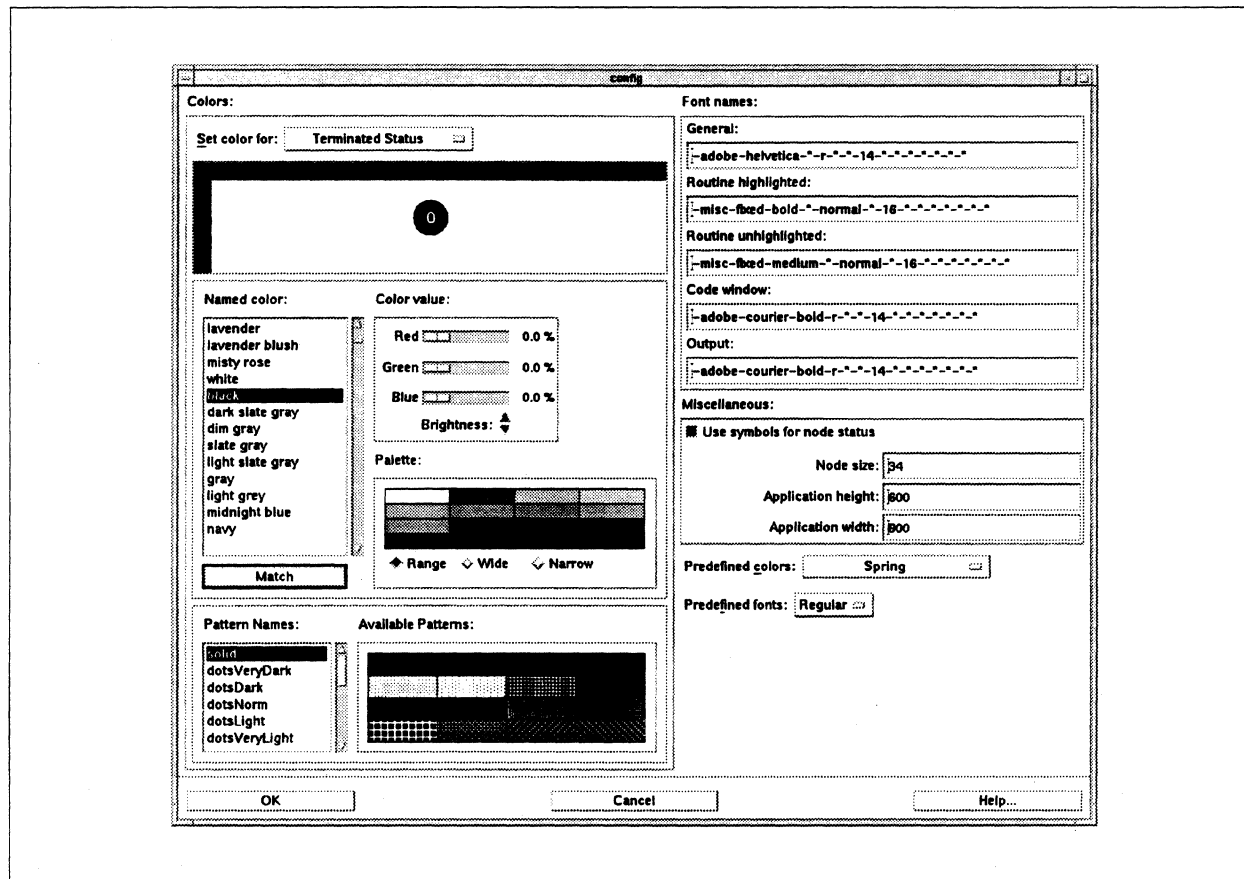 config
Colors:
Set color for: Terminated Status
0
Named color:
lavender
lavender blush
misty rose
white
black
dark slate gray
dim gray
slate gray
light slate gray
gray
light grey
midnight blue
navy
Match
Color value:
Red 0.0 %
Green 0.0 %
Blue 0.0 %
Brightness:
Palette:
Range Wide Narrow
Pattern Names:
solid
dotsVeryDark
dotsDark
dotsNorm
dotsLight
dotsVeryLight
Available Patterns:
Font names:
General:
-adobe-helvetica-*-r-*-*-14-*-*-*-*-*-*-*
Routine highlighted:
-misc-fixed-bold-*-normal-*-16-*-*-*-*-*-*-*
Routine unhighlighted:
-misc-fixed-medium-*-normal-*-16-*-*-*-*-*-*-*
Code window:
-adobe-courier-bold-r-*-*-14-*-*-*-*-*-*-*
Output:
-adobe-courier-bold-r-*-*-14-*-*-*-*-*-*-*
Miscellaneous:
Use symbols for node status
Node size: 34
Application height: 600
Application width: 800
Predefined colors: Spring
Predefined fonts: Regular
OK Cancel Help...